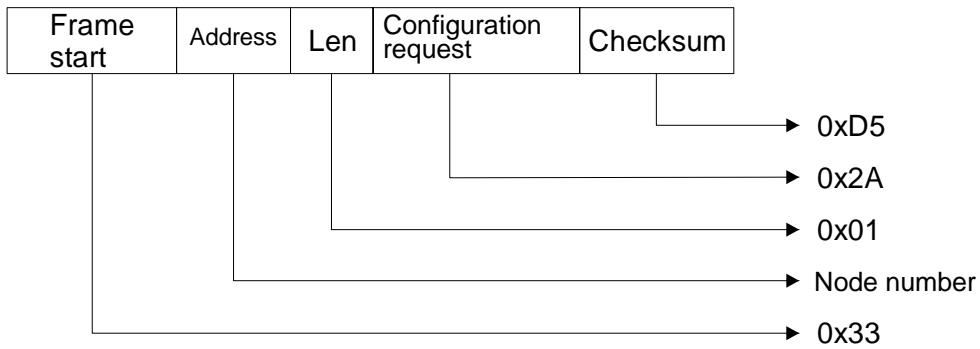 Frame
start
Address
Len
Configuration
request
Checksum
0xD5
0x2A
0x01
Node number
0x33